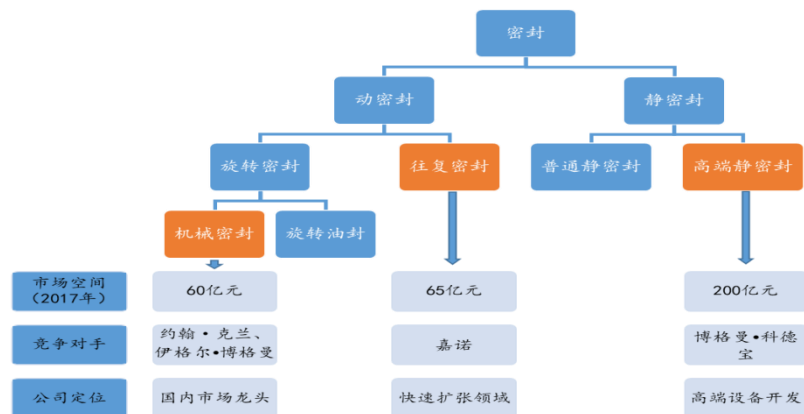 密封
动密封
静密封
旋转密封
往复密封
普通静密封
高端静密封
机械密封
旋转油封
市场空间
（2017年）
60亿元
65亿元
200亿元
竞争对手
约翰·克兰、
伊格尔·博格曼
嘉诺
博格曼·科德
宝
公司定位
国内市场龙头
快速扩张领域
高端设备开发